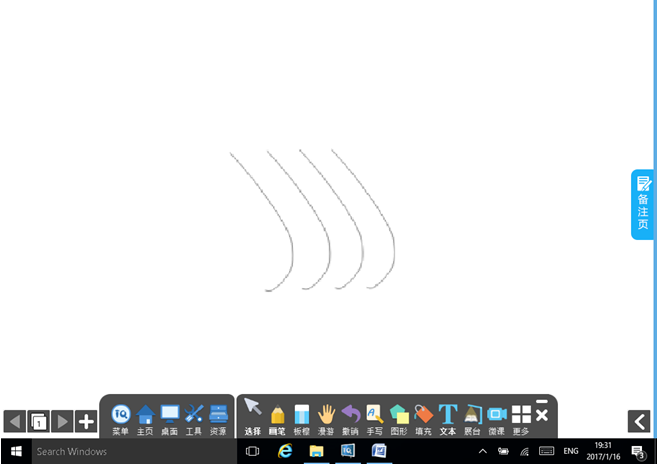 备注页
1
菜单 主页 桌面 工具 资源 选择 画笔 板擦 漫游 撤销 手写 图形 填充 文本 展台 微课 更多
Search Windows
ENG
19:31
2017/1/16
3